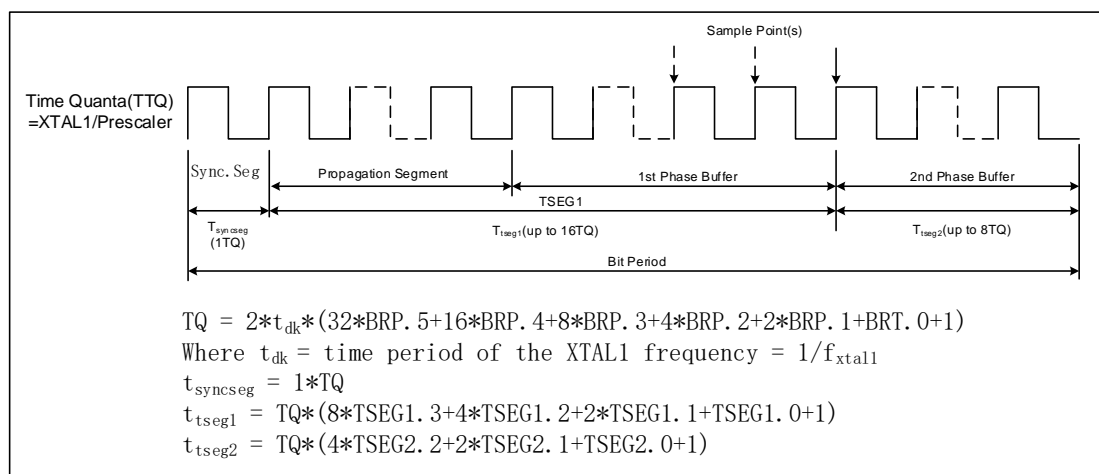 Sample Point(s)
Time Quanta(TTQ)
=XTAL1/Prescaler
Sync.Seg
Propagation Segment
1st Phase Buffer
2nd Phase Buffer
TSEG1
Tsyncseg
(1TQ)
Ttseg1(up to 16TQ)
Ttseg2(up to 8TQ)
Bit Period
TQ = 2*tdk*(32*BRP.5+16*BRP.4+8*BRP.3+4*BRP.2+2*BRP.1+BRT.0+1)
Where tdk = time period of the XTAL1 frequency = 1/fxtal1
tsyncseg = 1*TQ
ttseg1 = TQ*(8*TSEG1.3+4*TSEG1.2+2*TSEG1.1+TSEG1.0+1)
ttseg2 = TQ*(4*TSEG2.2+2*TSEG2.1+TSEG2.0+1)